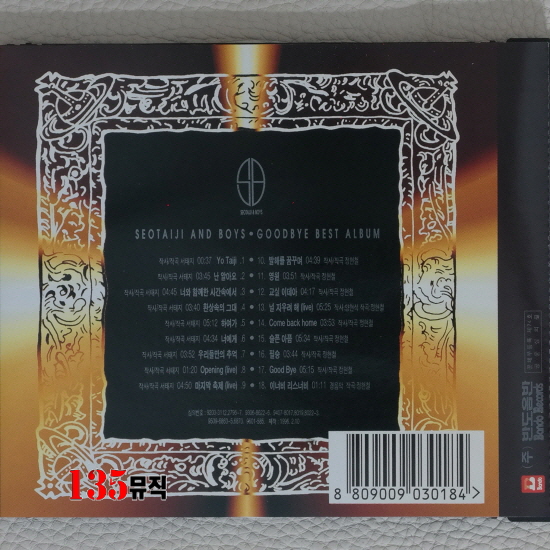 SEOTAIJI AND BOYS
SEOTAIJI AND BOYS • GOODBYE BEST ALBUM
작사/작곡 서태지 00:37 Yo Taiji .1
작사/작곡 서태지 03:45 난 알아요 .2
작사/작곡 서태지 04:45 너와 함께한 시간속에서 .3
작사/작곡 서태지 03:40 환상속의 그대 .4
작사/작곡 서태지 05:12 하여가 .5
작사/작곡 서태지 04:34 너에게 .6
작사/작곡 서태지 03:52 우리들만의 추억 .7
작사/작곡 서태지 01:20 Opening (live) .8
작사/작곡 서태지 04:50 마지막 축제 (live) .9
10. 발해를 꿈꾸며 04:39 작사/작곡 정현철
11. 영원 03:51 작사/작곡 정현철
12. 교실 이데아 작사/작곡 정현철
13. 널 지우려 해 (live) 05:25
14. Come back home 03:53 작사/작곡 정현철
15. 슬픈 아픔 05:34 작사/작곡 정현철
16. 필승 03:44 작사/작곡 정현철
17. Good Bye 05:15 작사/작곡 정현철
18. 이너비 리스너비 01:11 작곡 정현철
135뮤직
8 809009 030184 >
(주) 반도음반
Bando Records